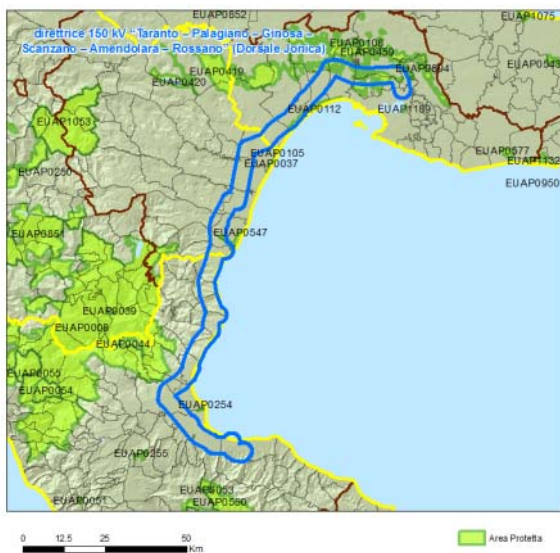 direttrice 150 kV "Taranto – Palagiano – Ginosa –
Scanzano – Amendolara – Rossano" (Dorsale Jonica)
EUAP0852
EUAP1075
EUAP0108
EUAP0459
EUAP0419
EUAP0420
EUAP0894
EUAP1053
EUAP0112
EUAP1189
EUAP0105
EUAP0037
EUAP0577
EUAP1132
EUAP0250
EUAP0950
EUAP0851
EUAP0547
EUAP0039
EUAP0008
EUAP0044
EUAP0055
EUAP0054
EUAP0254
EUAP0255
EUAP0051
EUAP0550
0 12.5 25 50
Km
Area Protetta